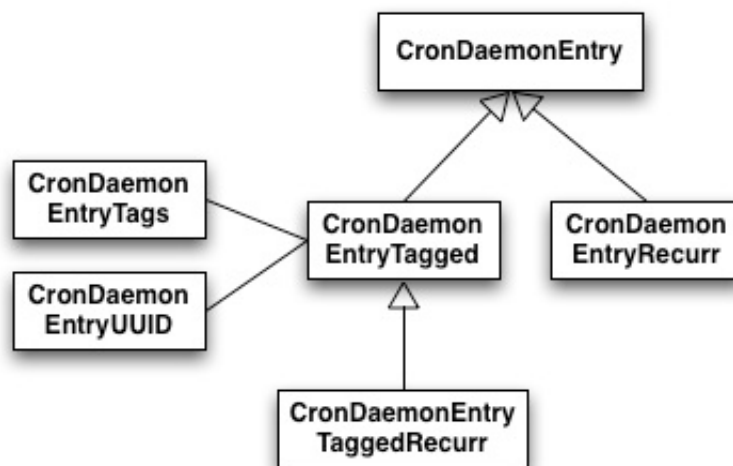 CronDaemonEntry
CronDaemon
EntryTags
CronDaemon
EntryTagged
CronDaemon
EntryRecurr
CronDaemon
EntryUUID
CronDaemonEntry
TaggedRecurr